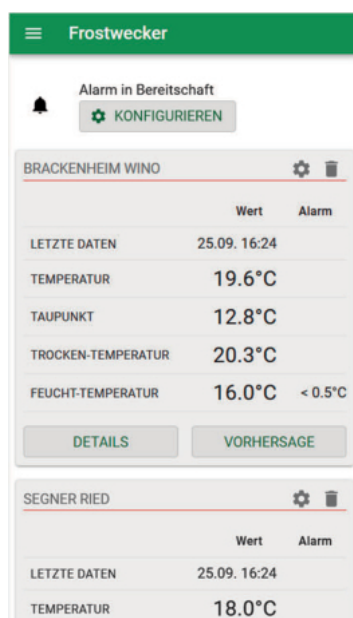 Frostwecker
Alarm in Bereitschaft
KONFIGURIEREN
BRACKENHEIM WINO
Wert Alarm
LETZTE DATEN 25.09. 16:24
TEMPERATUR 19.6°C
TAUPUNKT 12.8°C
TROCKEN-TEMPERATUR 20.3°C
FEUCHT-TEMPERATUR 16.0°C < 0.5°C
DETAILS VORHERSAGE
SEGNER RIED
Wert Alarm
LETZTE DATEN 25.09. 16:24
TEMPERATUR 18.0°C